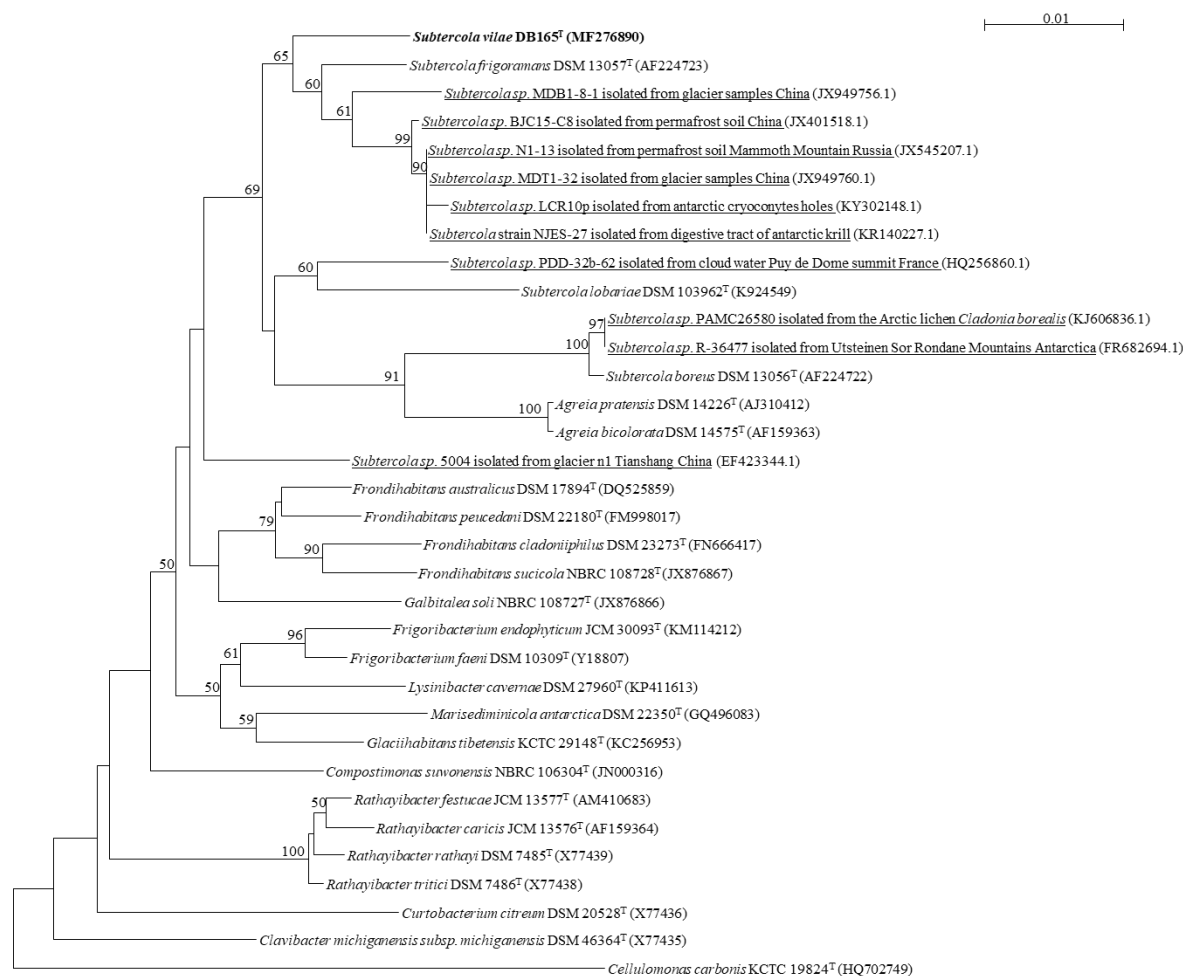 0.01
Subtercola vilae DB165ᵀ (MF276890)
65
Subtercola frigoramans DSM 13057ᵀ (AF224723)
60
Subtercola sp. MDB1-8-1 isolated from glacier samples China (JX949756.1)
61
Subtercola sp. BJC15-C8 isolated from permafrost soil China (JX401518.1)
99
Subtercola sp. N1-13 isolated from permafrost soil Mammoth Mountain Russia (JX545207.1)
90
Subtercola sp. MDT1-32 isolated from glacier samples China (JX949760.1)
69
Subtercola sp. LCR10p isolated from antarctic cryoconytes holes (KY302148.1)
Subtercola strain NJES-27 isolated from digestive tract of antarctic krill (KR140227.1)
60
Subtercola sp. PDD-32b-62 isolated from cloud water Puy de Dome summit France (HQ256860.1)
Subtercola lobariae DSM 103962ᵀ (K924549)
97
Subtercola sp. PAMC26580 isolated from the Arctic lichen Cladonia borealis (KJ606836.1)
100
Subtercola sp. R-36477 isolated from Utsteinen Sor Rondane Mountains Antarctica (FR682694.1)
91
Subtercola boreus DSM 13056ᵀ (AF224722)
100
Agreia pratensis DSM 14226ᵀ (AJ310412)
Agreia bicolorata DSM 14575ᵀ (AF159363)
Subtercola sp. 5004 isolated from glacier n1 Tianshang China (EF423344.1)
Frondihabitans australicus DSM 17894ᵀ (DQ525859)
79
Frondihabitans peucedani DSM 22180ᵀ (FM998017)
90
Frondihabitans cladoniiphilus DSM 23273ᵀ (FN666417)
50
Frondihabitans sucicola NBRC 108728ᵀ (JX876867)
Galbitalea soli NBRC 108727ᵀ (JX876866)
96
Frigoribacterium endophyticum JCM 30093ᵀ (KM114212)
61
Frigoribacterium faeni DSM 10309ᵀ (Y18807)
50
Lysinibacter cavernae DSM 27960ᵀ (KP411613)
59
Marisediminicola antarctica DSM 22350ᵀ (GQ496083)
Glaciihabitans tibetensis KCTC 29148ᵀ (KC256953)
Compostimonas suwonensis NBRC 106304ᵀ (JN000316)
50
Rathayibacter festucae JCM 13577ᵀ (AM410683)
Rathayibacter caricis JCM 13576ᵀ (AF159364)
100
Rathayibacter rathayi DSM 7485ᵀ (X77439)
Rathayibacter tritici DSM 7486ᵀ (X77438)
Curtobacterium citreum DSM 20528ᵀ (X77436)
Clavibacter michiganensis subsp. michiganensis DSM 46364ᵀ (X77435)
Cellulomonas carbonis KCTC 19824ᵀ (HQ702749)